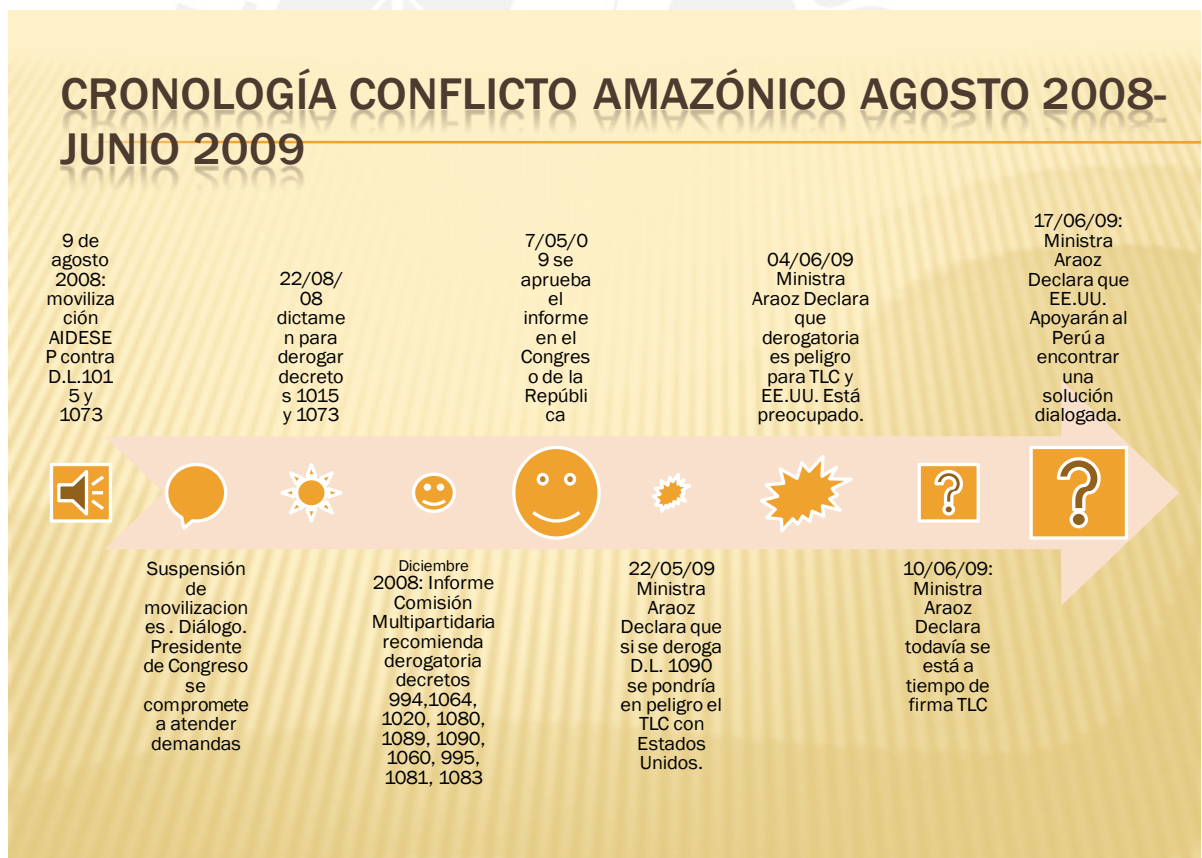 CRONOLOGÍA CONFLICTO AMAZÓNICO AGOSTO 2008-
JUNIO 2009
9 de
agosto
2008:
moviliza
ción
AIDESE
P contra
D.L.101
5 y
1073
Suspensión
de
movilizacion
es . Diálogo.
Presidente
de Congreso
se
compromete
a atender
demandas
22/08/
08
dictame
n para
derogar
decreto
s 1015
y 1073
Diciembre
2008: Informe
Comisión
Multipartidaria
recomienda
derogatoria
decretos
994,1064,
1020, 1080,
1089, 1090,
1060, 995,
1081, 1083
7/05/0
9 se
aprueba
el
informe
en el
Congres
o de la
Repúbli
ca
22/05/09
Ministra
Araoz
Declara que
si se deroga
D.L. 1090
se pondría
en peligro el
TLC con
Estados
Unidos.
04/06/09
Ministra
Araoz Declara
que
derogatoria
es peligro
para TLC y
EE.UU. Está
preocupado.
10/06/09:
Ministra
Araoz
Declara
todavía se
está a
tiempo de
firma TLC
17/06/09:
Ministra
Araoz
Declara que
EE.UU.
Apoyarán al
Perú a
encontrar
una
solución
dialogada.
?
?